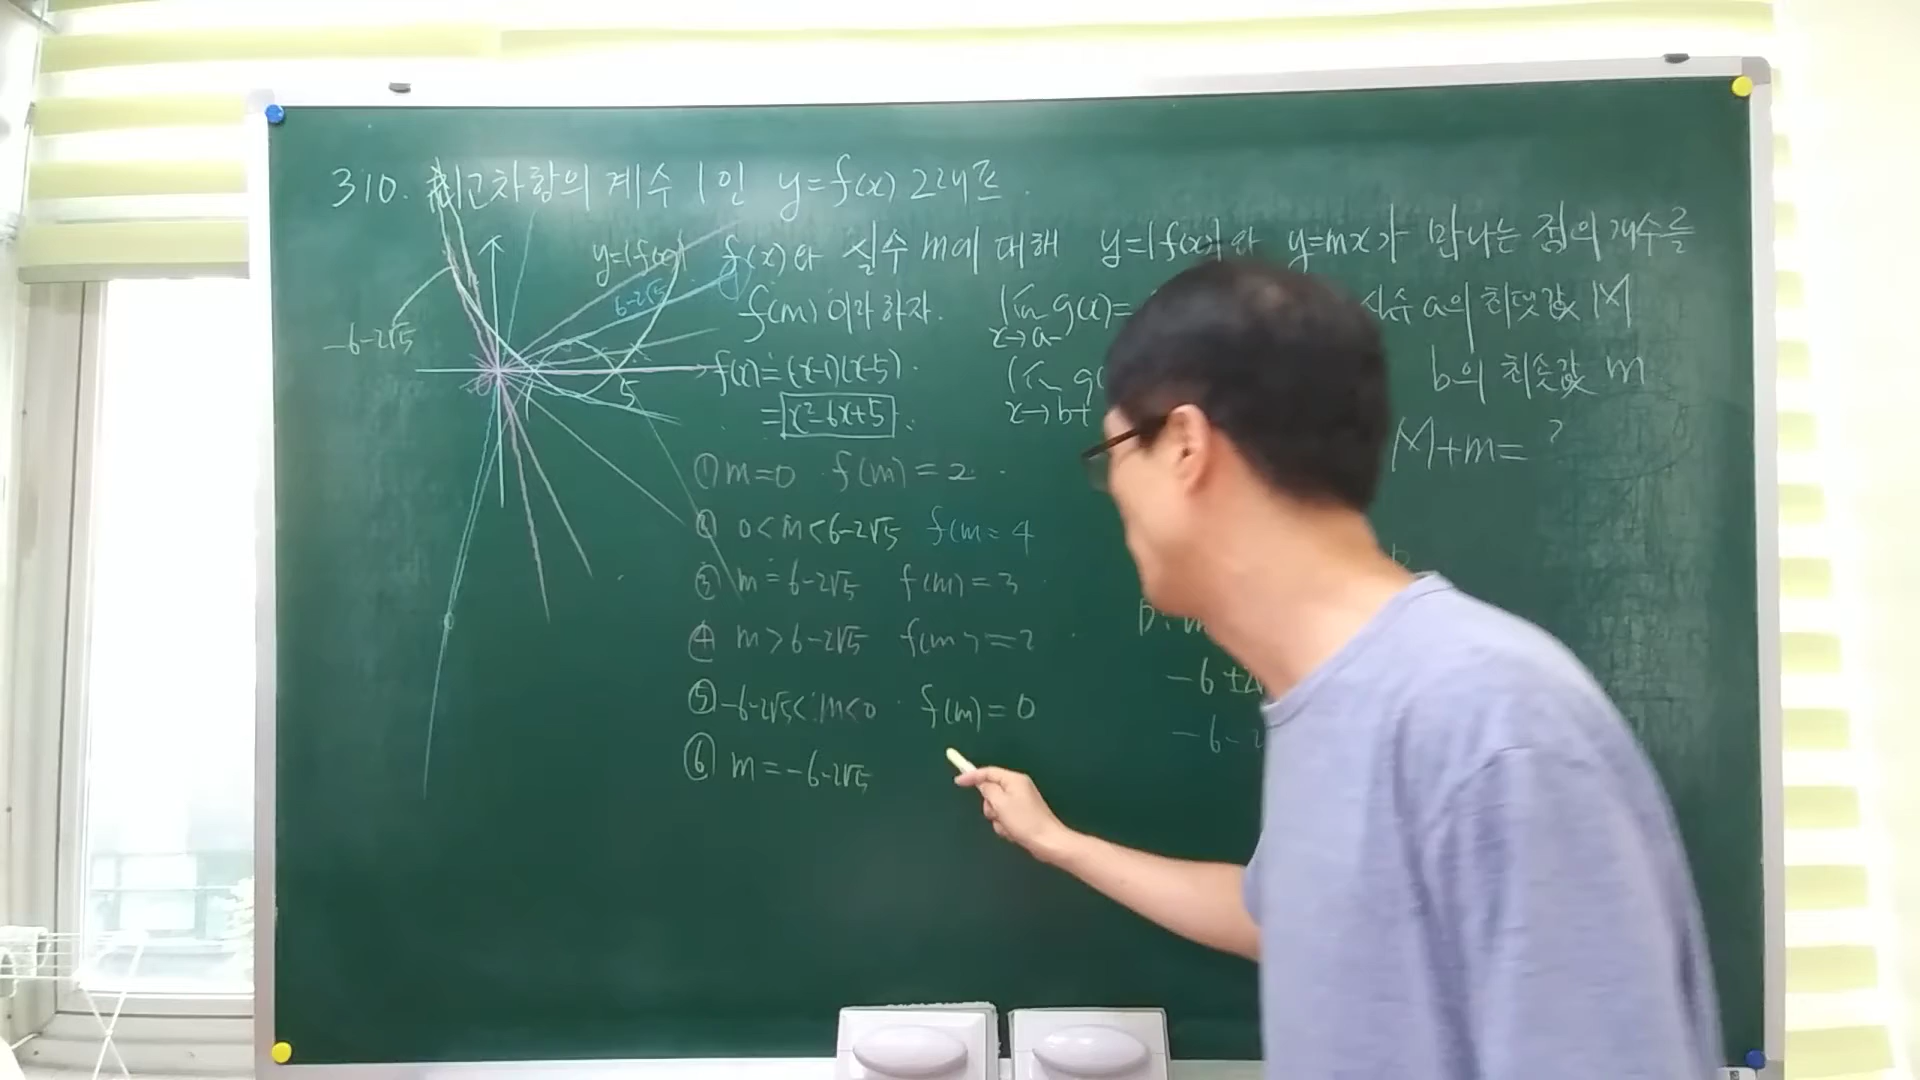 310. 최고차항의 계수 1인 y=f(x) 그래프.
f(x)와 실수 m에 대해 y=|f(x)|와 y=mx가 만나는 점의 개수를
f(m)이라 하자. lim g(x)= 실수 a의 최댓값 M
x→a-
lim g( b의 최솟값 m
x→b+
M+m= ?
y=|f(x)|
6-2√5
-6-2√5
5
f(x)=(x-1)(x-5).
=x²-6x+5
① m=0 f(m)=2
② 0<m<6-2√5 f(m=4
③ m=6-2√5 f(m)=3
④ m>6-2√5 f(m)=2
⑤ -6-2√5<m<0 f(m)=0
⑥ m=-6-2√5
D
-6±2
-6-2